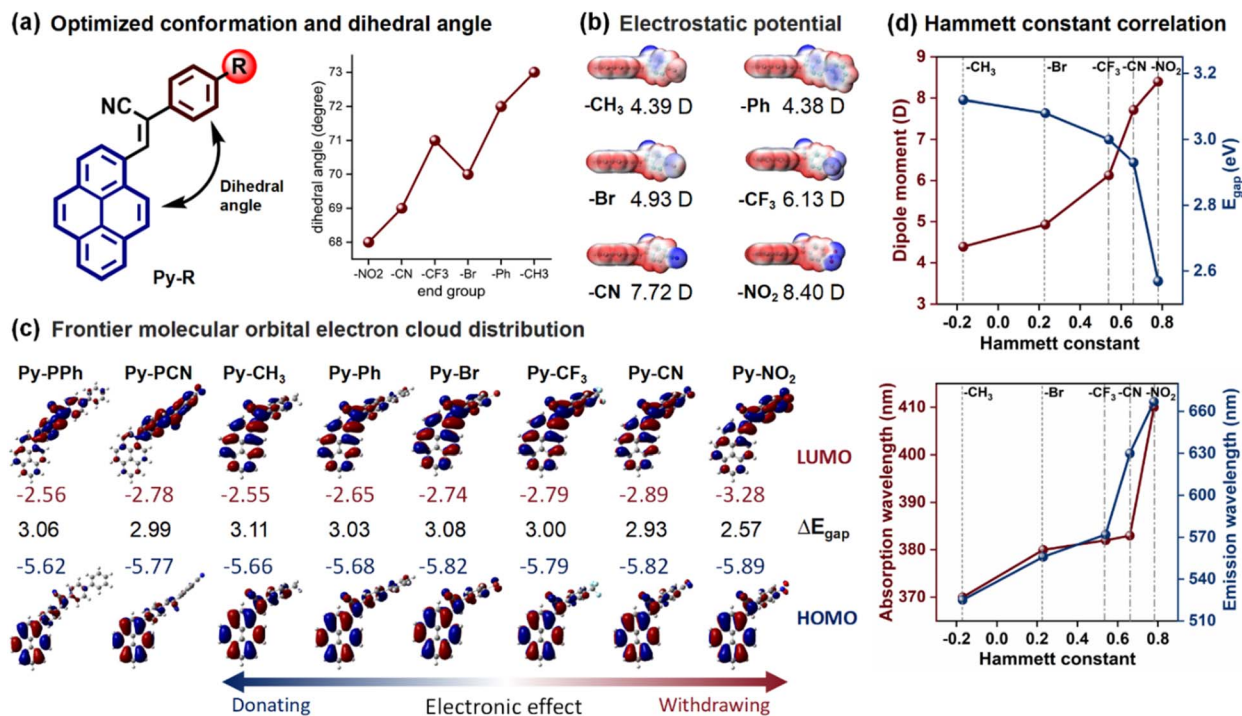 (a) Optimized conformation and dihedral angle
R
NC
Dihedral
angle
Py-R
dihedral angle (degree)
73
72
71
70
69
68
-NO2 -CN -CF3 -Br -Ph -CH3
end group
(b) Electrostatic potential
-CH₃ 4.39 D
-Ph 4.38 D
-Br 4.93 D
-CF₃ 6.13 D
-CN 7.72 D
-NO₂ 8.40 D
(c) Frontier molecular orbital electron cloud distribution
Py-PPh Py-PCN Py-CH₃ Py-Ph Py-Br Py-CF₃ Py-CN Py-NO₂
LUMO
-2.56 -2.78 -2.55 -2.65 -2.74 -2.79 -2.89 -3.28
3.06 2.99 3.11 3.03 3.08 3.00 2.93 2.57 ΔEgap
-5.62 -5.77 -5.66 -5.68 -5.82 -5.79 -5.82 -5.89
HOMO
Donating Electronic effect Withdrawing
(d) Hammett constant correlation
-CH₃ -Br -CF₃ -CN -NO₂
Dipole moment (D)
9
8
7
6
5
4
3
Egap (eV)
3.2
3.0
2.8
2.6
-0.2 0.0 0.2 0.4 0.6 0.8
Hammett constant
-CH₃ -Br -CF₃ -CN -NO₂
Absorption wavelength (nm)
410
400
390
380
370
Emission wavelength (nm)
660
630
600
570
540
510
-0.2 0.0 0.2 0.4 0.6 0.8
Hammett constant